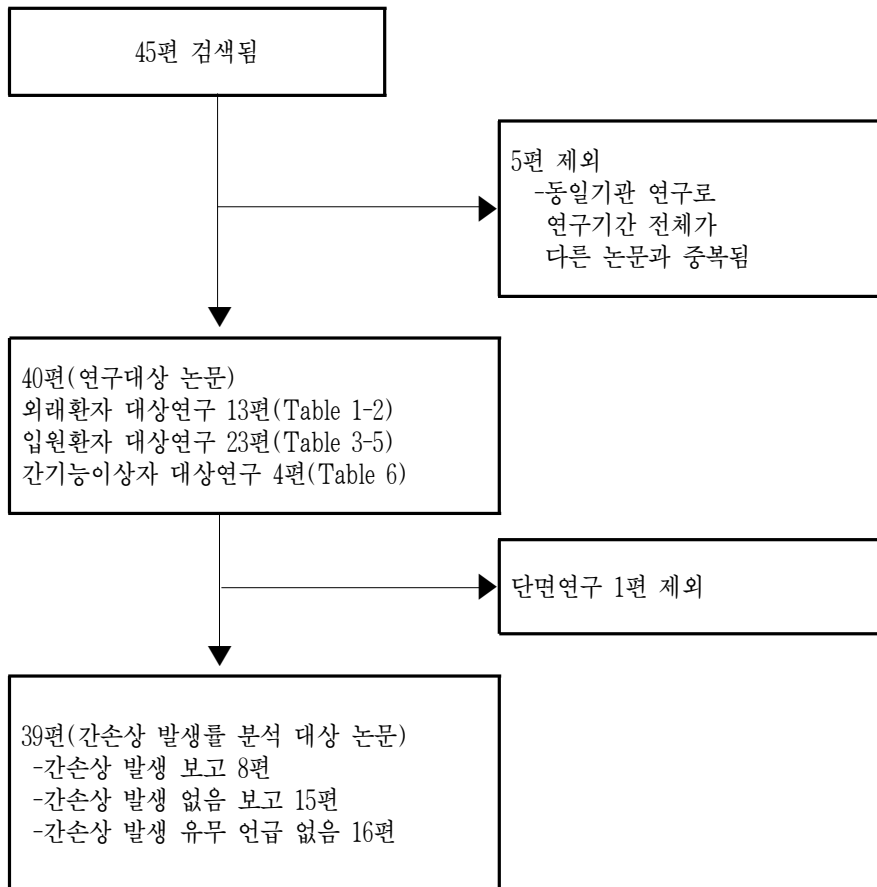 45편 검색됨
5편 제외
-동일기관 연구로
연구기간 전체가
다른 논문과 중복됨
40편(연구대상 논문)
외래환자 대상연구 13편(Table 1-2)
입원환자 대상연구 23편(Table 3-5)
간기능이상자 대상연구 4편(Table 6)
단면연구 1편 제외
39편(간손상 발생률 분석 대상 논문)
-간손상 발생 보고 8편
-간손상 발생 없음 보고 15편
-간손상 발생 유무 언급 없음 16편